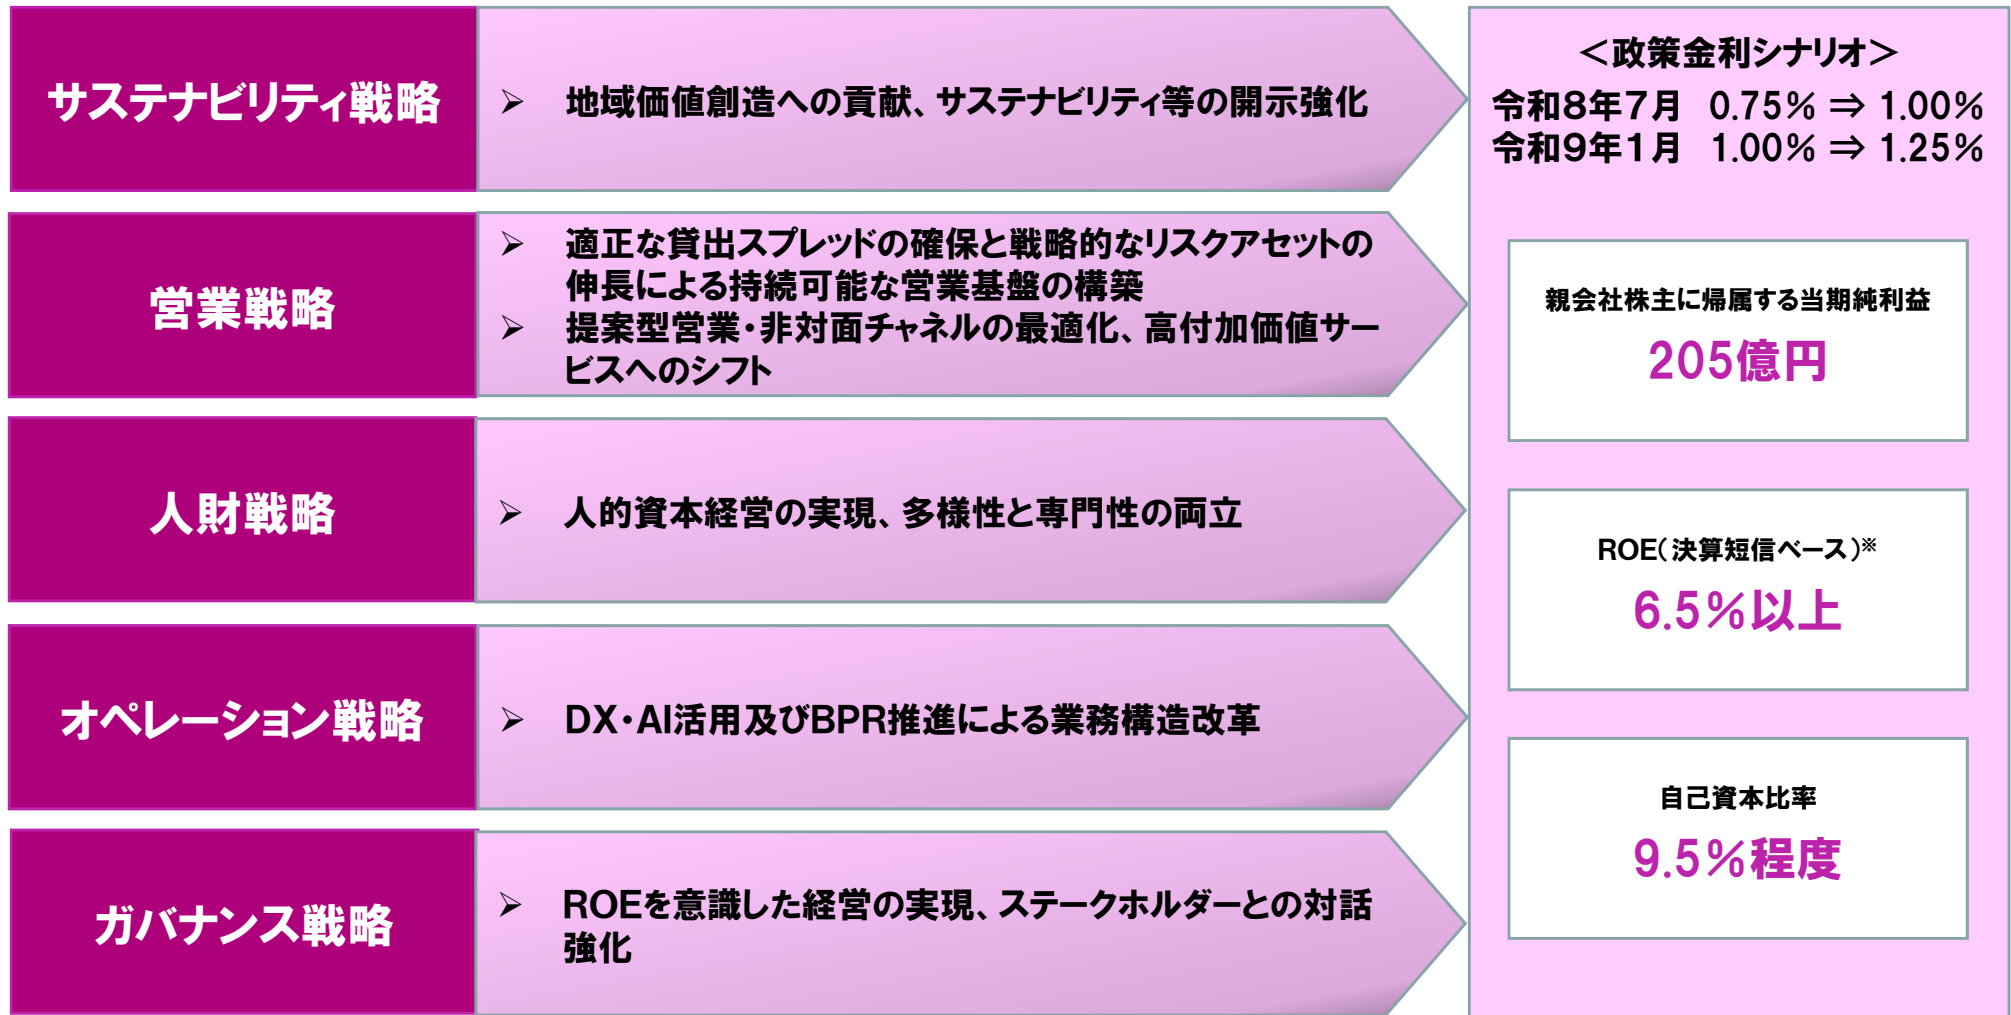 サステナビリティ戦略
➢ 地域価値創造への貢献、サステナビリティ等の開示強化
営業戦略
➢ 適正な貸出スプレッドの確保と戦略的なリスクアセットの
伸長による持続可能な営業基盤の構築
➢ 提案型営業・非対面チャネルの最適化、高付加価値サー
ビスへのシフト
人財戦略
➢ 人的資本経営の実現、多様性と専門性の両立
オペレーション戦略
➢ DX・AI活用及びBPR推進による業務構造改革
ガバナンス戦略
➢ ROEを意識した経営の実現、ステークホルダーとの対話
強化
＜政策金利シナリオ＞
令和8年7月 0.75％ ⇒ 1.00％
令和9年1月 1.00％ ⇒ 1.25％
親会社株主に帰属する当期純利益
205億円
ROE（決算短信ベース）※
6.5％以上
自己資本比率
9.5％程度